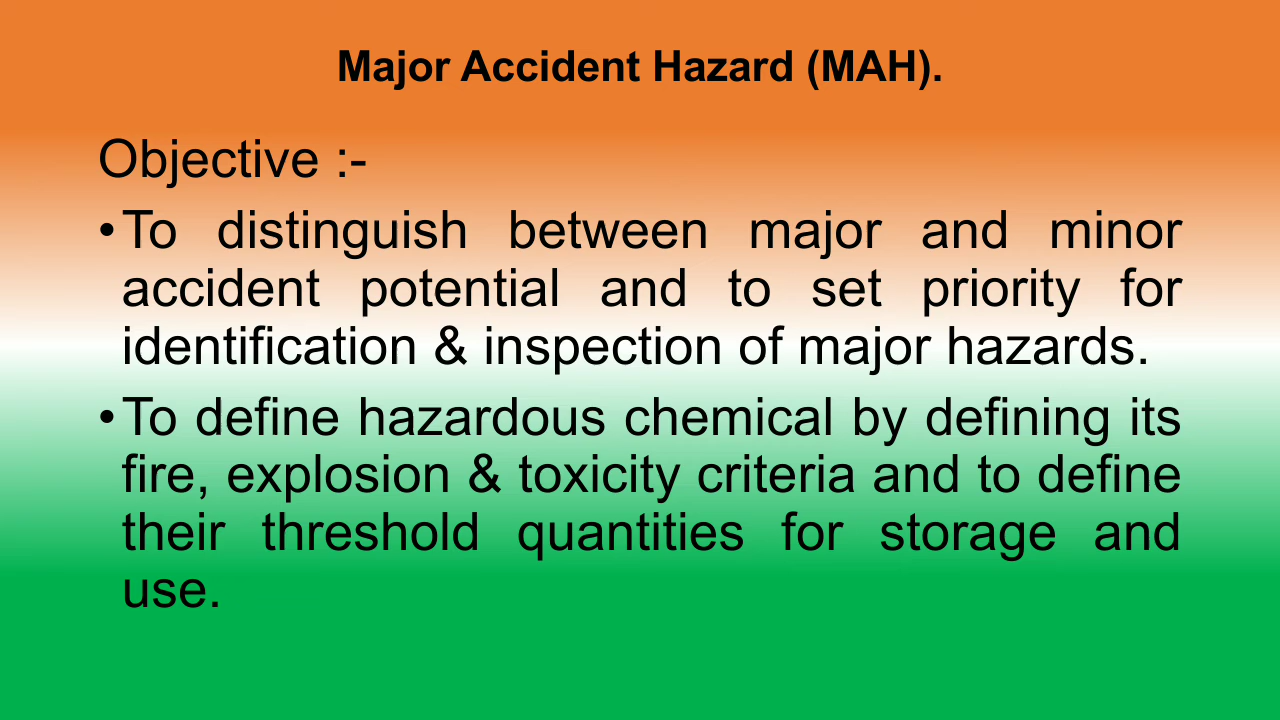 Major Accident Hazard (MAH).
Objective :-
•To distinguish between major and minor
accident potential and to set priority for
identification & inspection of major hazards.
•To define hazardous chemical by defining its
fire, explosion & toxicity criteria and to define
their threshold quantities for storage and
use.